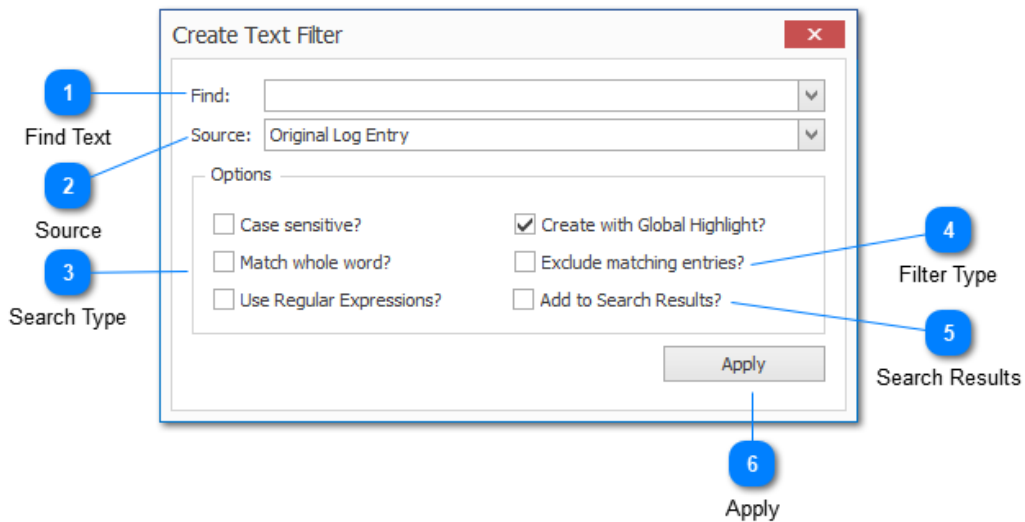 Create Text Filter
1
Find Text
Find:
2
Source
Source: Original Log Entry
Options
3
Search Type
Case sensitive?
Create with Global Highlight?
Match whole word?
Exclude matching entries?
Use Regular Expressions?
Add to Search Results?
4
Filter Type
5
Search Results
Apply
6
Apply